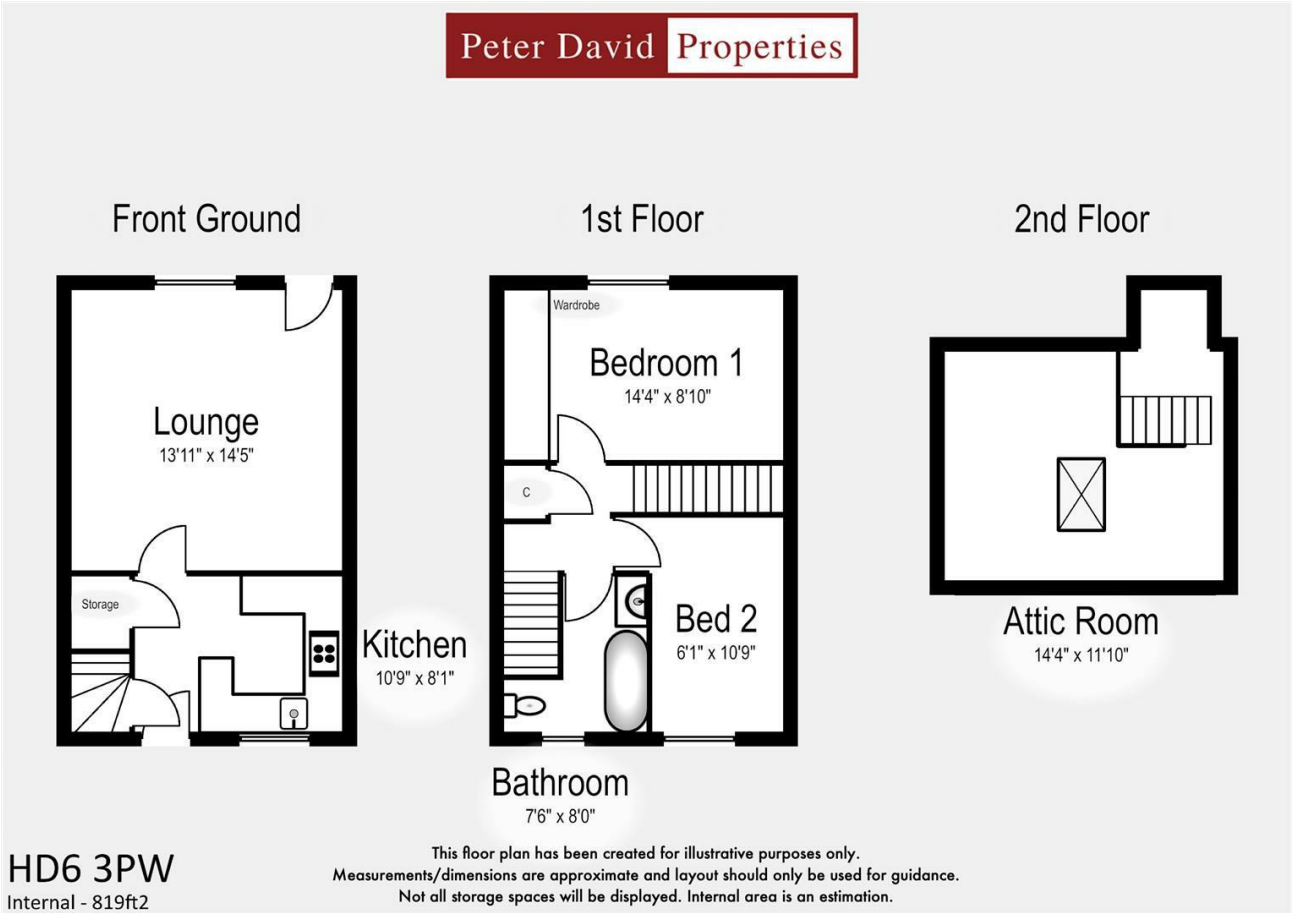 Peter David Properties
Front Ground
1st Floor
2nd Floor
Wardrobe
Bedroom 1
14'4" x 8'10"
Lounge
13'11" x 14'5"
C
Storage
Kitchen
10'9" x 8'1"
Bed 2
6'1" x 10'9"
Attic Room
14'4" x 11'10"
Bathroom
7'6" x 8'0"
HD6 3PW
Internal - 819ft2
This floor plan has been created for illustrative purposes only.
Measurements/dimensions are approximate and layout should only be used for guidance.
Not all storage spaces will be displayed. Internal area is an estimation.